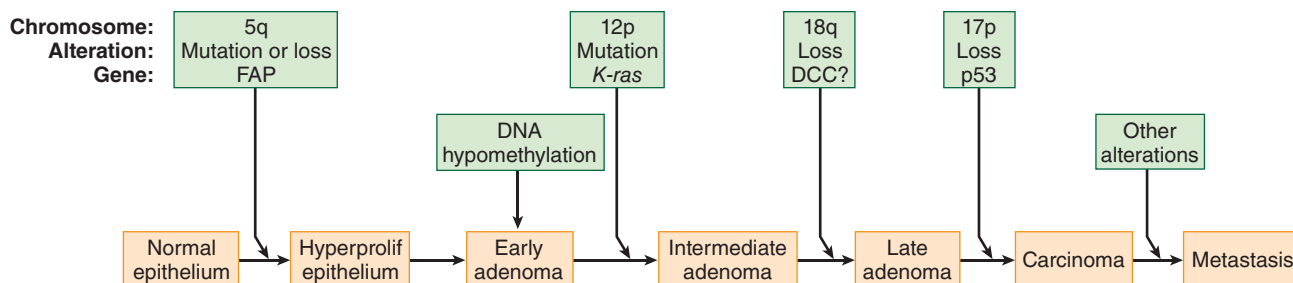 Chromosome:
Alteration:
Gene:
5q
Mutation or loss
FAP
12p
Mutation
K-ras
18q
Loss
DCC?
17p
Loss
p53
DNA
hypomethylation
Other
alterations
Normal
epithelium
Hyperprolif
epithelium
Early
adenoma
Intermediate
adenoma
Late
adenoma
Carcinoma
Metastasis